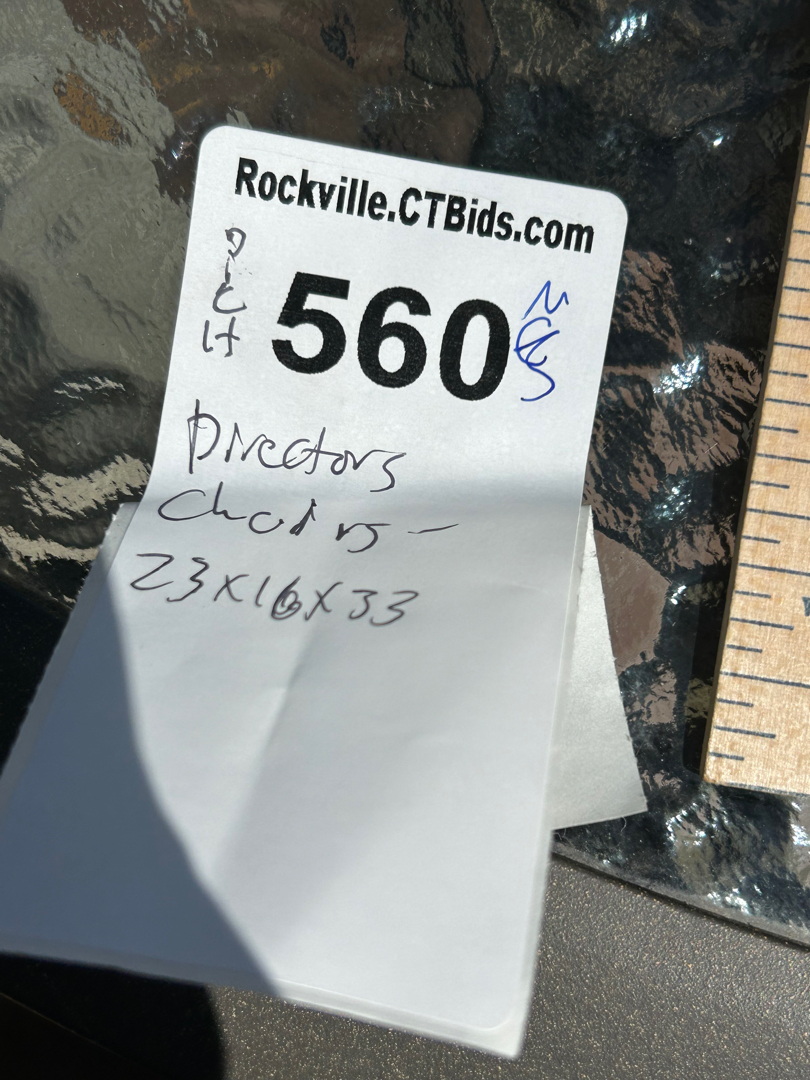 Rockville.CTBids.com
560
Directors
Chairs -
23x16x33